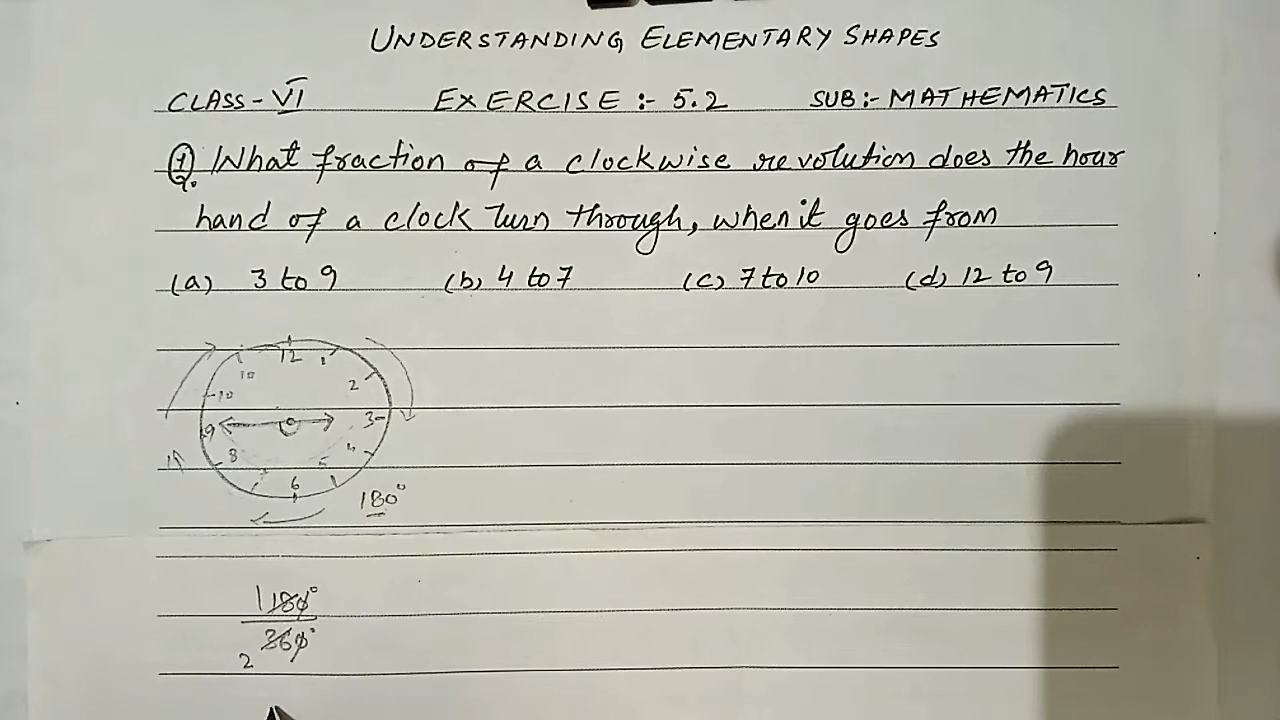 UNDERSTANDING ELEMENTARY SHAPES
CLASS-VI EXERCISE :- 5.2 SUB:- MATHEMATICS
Q1. What fraction of a clockwise revolution does the hour
hand of a clock turn through, when it goes from
(a) 3 to 9 (b) 4 to 7 (c) 7 to 10 (d) 12 to 9
12 1
10 2
10
9 3
8 4
5
6
180°
1 180°
360°
2